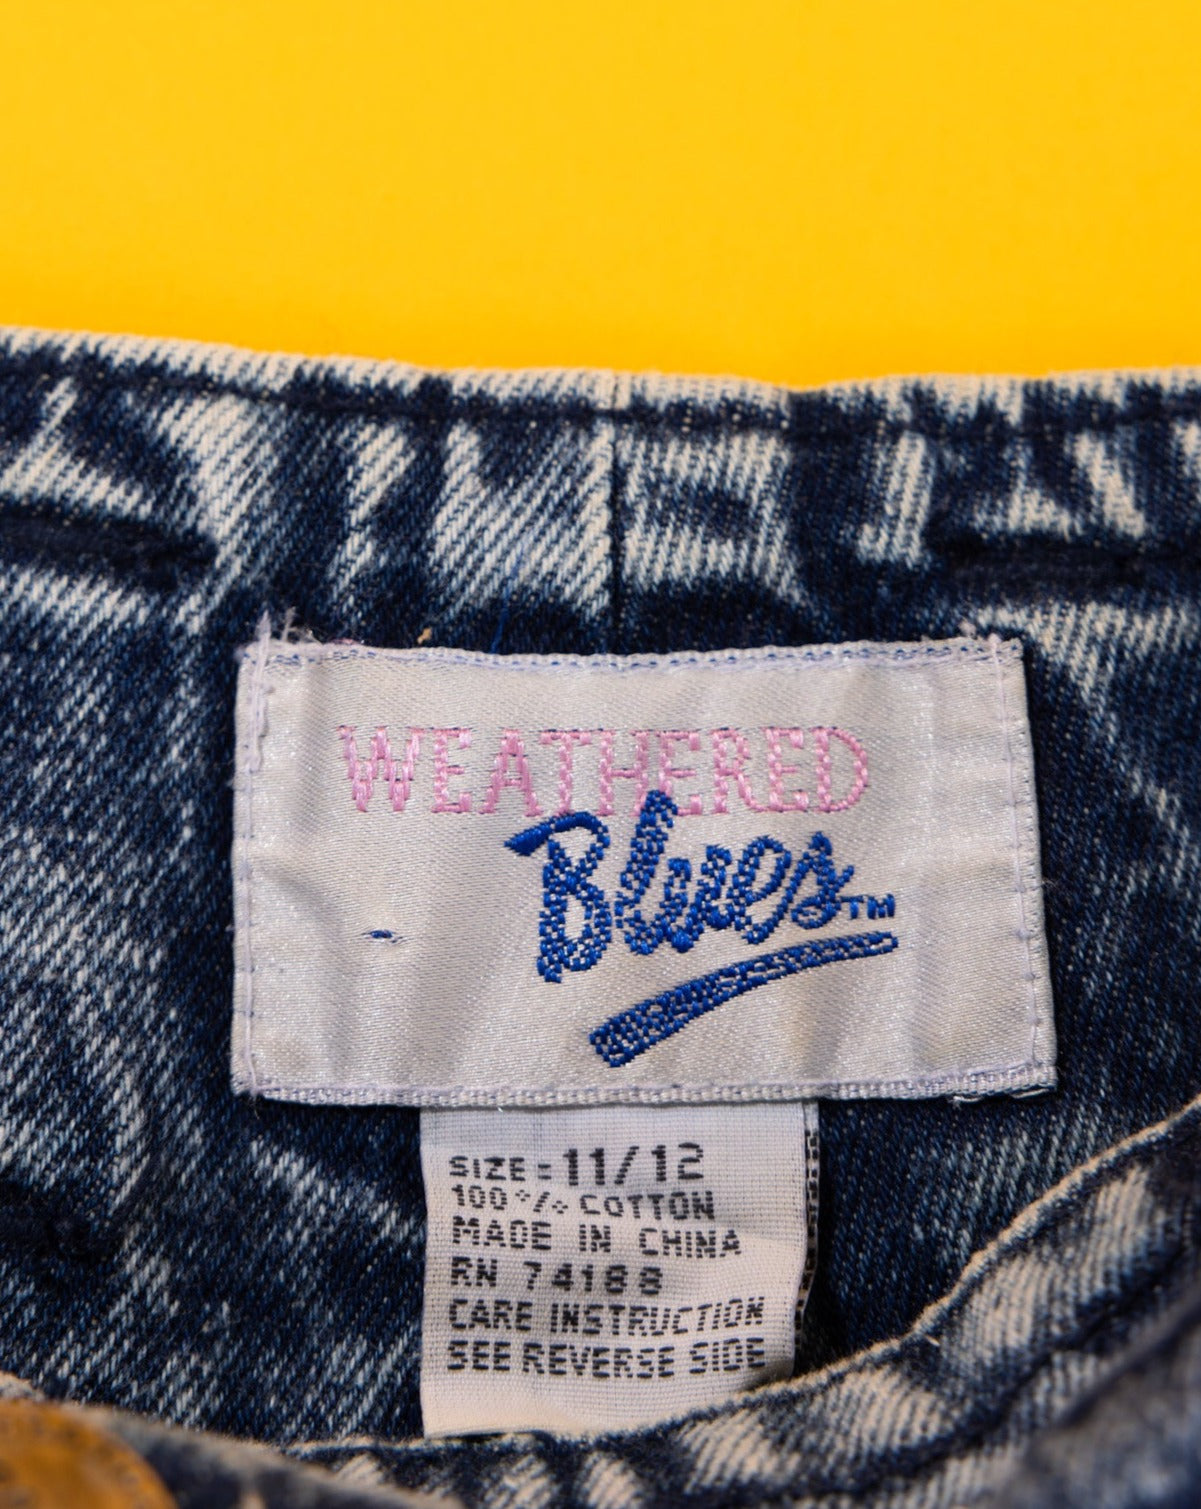 WEATHERED
Blues™
SIZE: 11/12
100% COTTON
MADE IN CHINA
RN 74188
CARE INSTRUCTION
SEE REVERSE SIDE